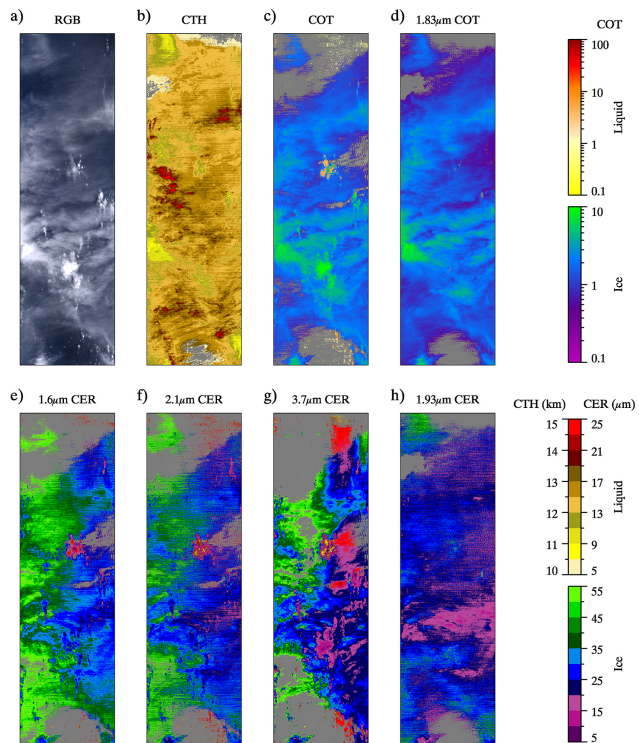 a) RGB
b) CTH
c) COT
d) 1.83µm COT
COT
100
10
1
0.1
Liquid
10
1
0.1
Ice
e) 1.6µm CER
f) 2.1µm CER
g) 3.7µm CER
h) 1.93µm CER
CTH (km) CER (µm)
15 25
14 21
13 17
12 13
11 9
10 5
Liquid
55
45
35
25
15
5
Ice